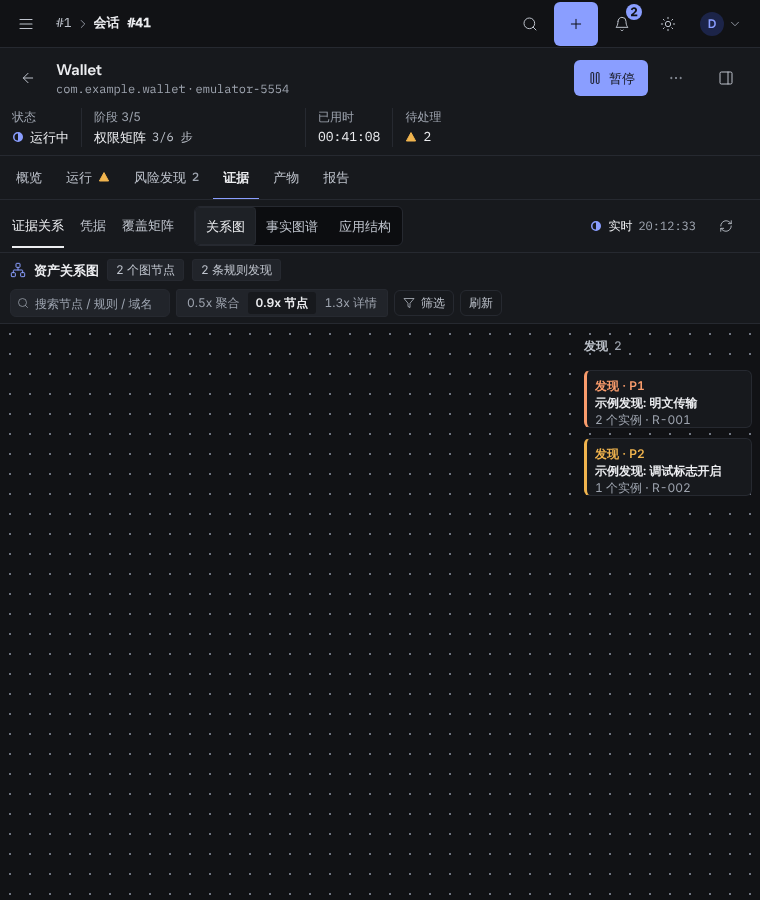 #1 会话 #41
2
D
Wallet
com.example.wallet·emulator-5554
暂停
状态
运行中
阶段 3/5
权限矩阵 3/6 步
已用时
00:41:08
待处理
2
概览 运行 风险发现 2 证据 产物 报告
证据关系 凭据 覆盖矩阵 关系图 事实图谱 应用结构 实时 20:12:33
资产关系图 2 个图节点 2 条规则发现
搜索节点 / 规则 / 域名 0.5x 聚合 0.9x 节点 1.3x 详情 筛选 刷新
发现 2
发现 · P1
示例发现: 明文传输
2 个实例 · R-001
发现 · P2
示例发现: 调试标志开启
1 个实例 · R-002